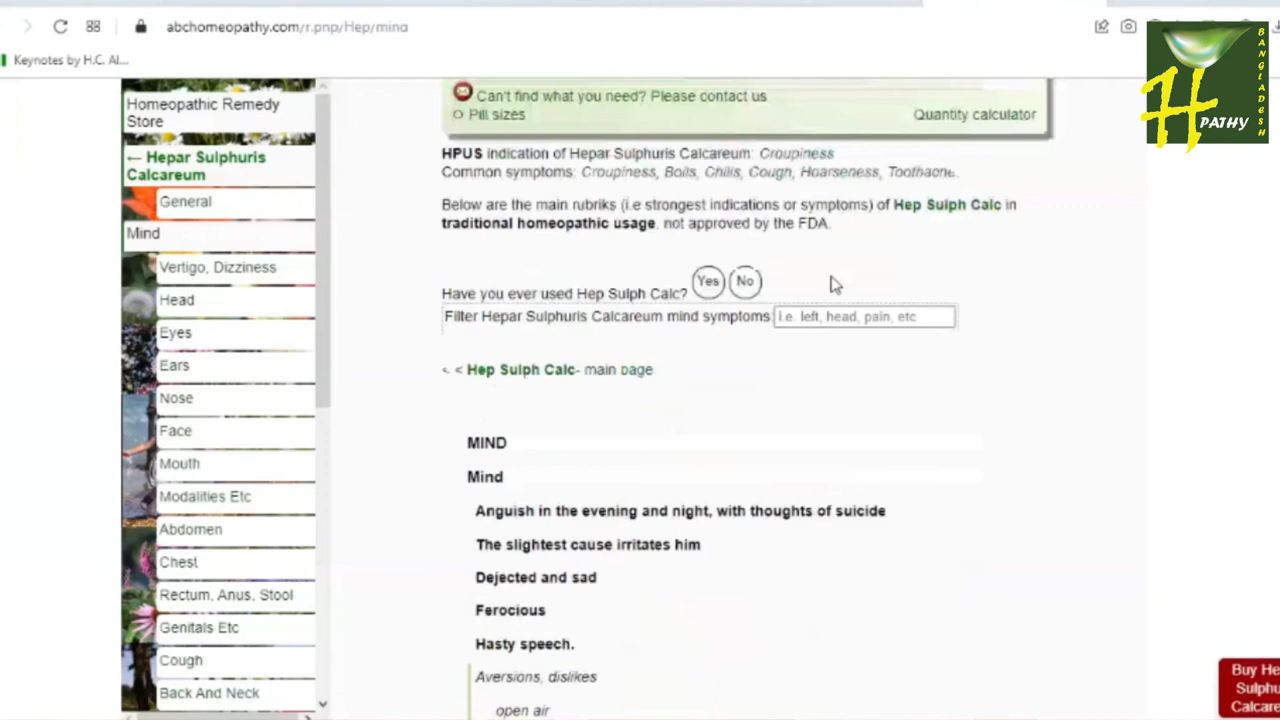 abchomeopathy.com/r.pnp/Hep/mina
Keynotes by H.C. Al...
H
PATHY
BANGLADESH
Homeopathic Remedy
Store
← Hepar Sulphuris
Calcareum
General
Mind
Vertigo, Dizziness
Head
Eyes
Ears
Nose
Face
Mouth
Modalities Etc
Abdomen
Chest
Rectum, Anus, Stool
Genitals Etc
Cough
Back And Neck
Can't find what you need? Please contact us
Pill sizes
Quantity calculator
HPUS indication of Hepar Sulphuris Calcareum: Croupiness
Common symptoms: Croupiness, Boils, Chills, Cough, Hoarseness, Toothache.
Below are the main rubriks (i.e strongest indications or symptoms) of Hep Sulph Calc in
traditional homeopathic usage, not approved by the FDA.
Have you ever used Hep Sulph Calc? Yes No
Filter Hepar Sulphuris Calcareum mind symptoms: i.e. left, head, pain, etc
< < Hep Sulph Calc- main page
MIND
Mind
Anguish in the evening and night, with thoughts of suicide
The slightest cause irritates him
Dejected and sad
Ferocious
Hasty speech.
Aversions, dislikes
open air
Buy He
Sulphu
Calcare